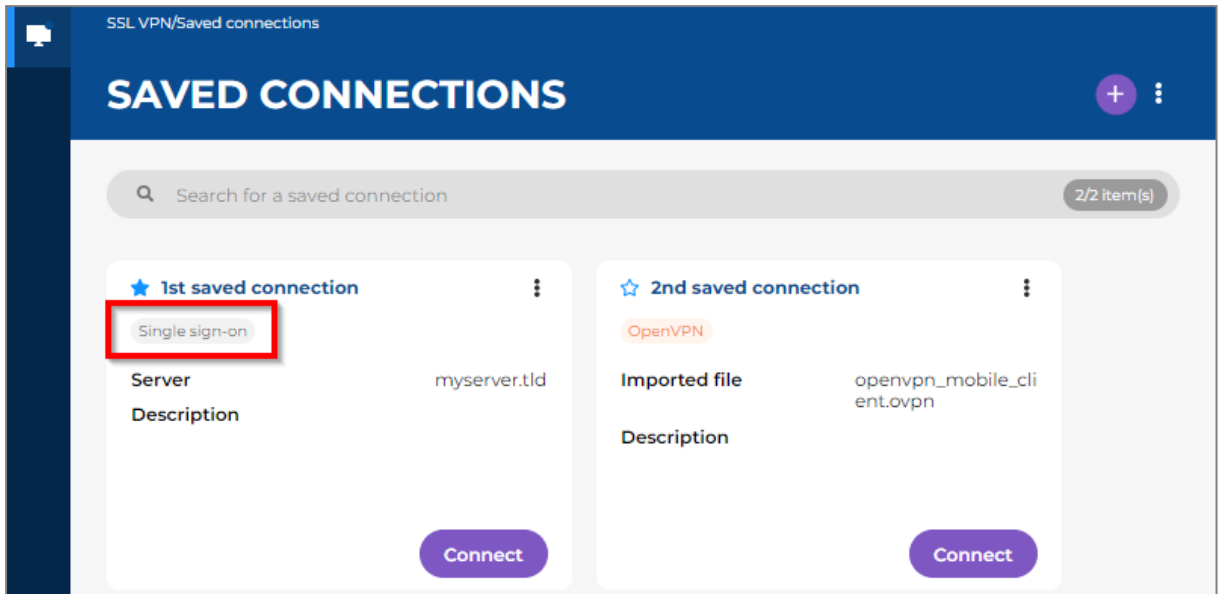 SSL VPN/Saved connections
SAVED CONNECTIONS
Search for a saved connection
2/2 item(s)
1st saved connection
Single sign-on
Server
myserver.tld
Description
Connect
2nd saved connection
OpenVPN
Imported file
openvpn_mobile_cli
ent.ovpn
Description
Connect